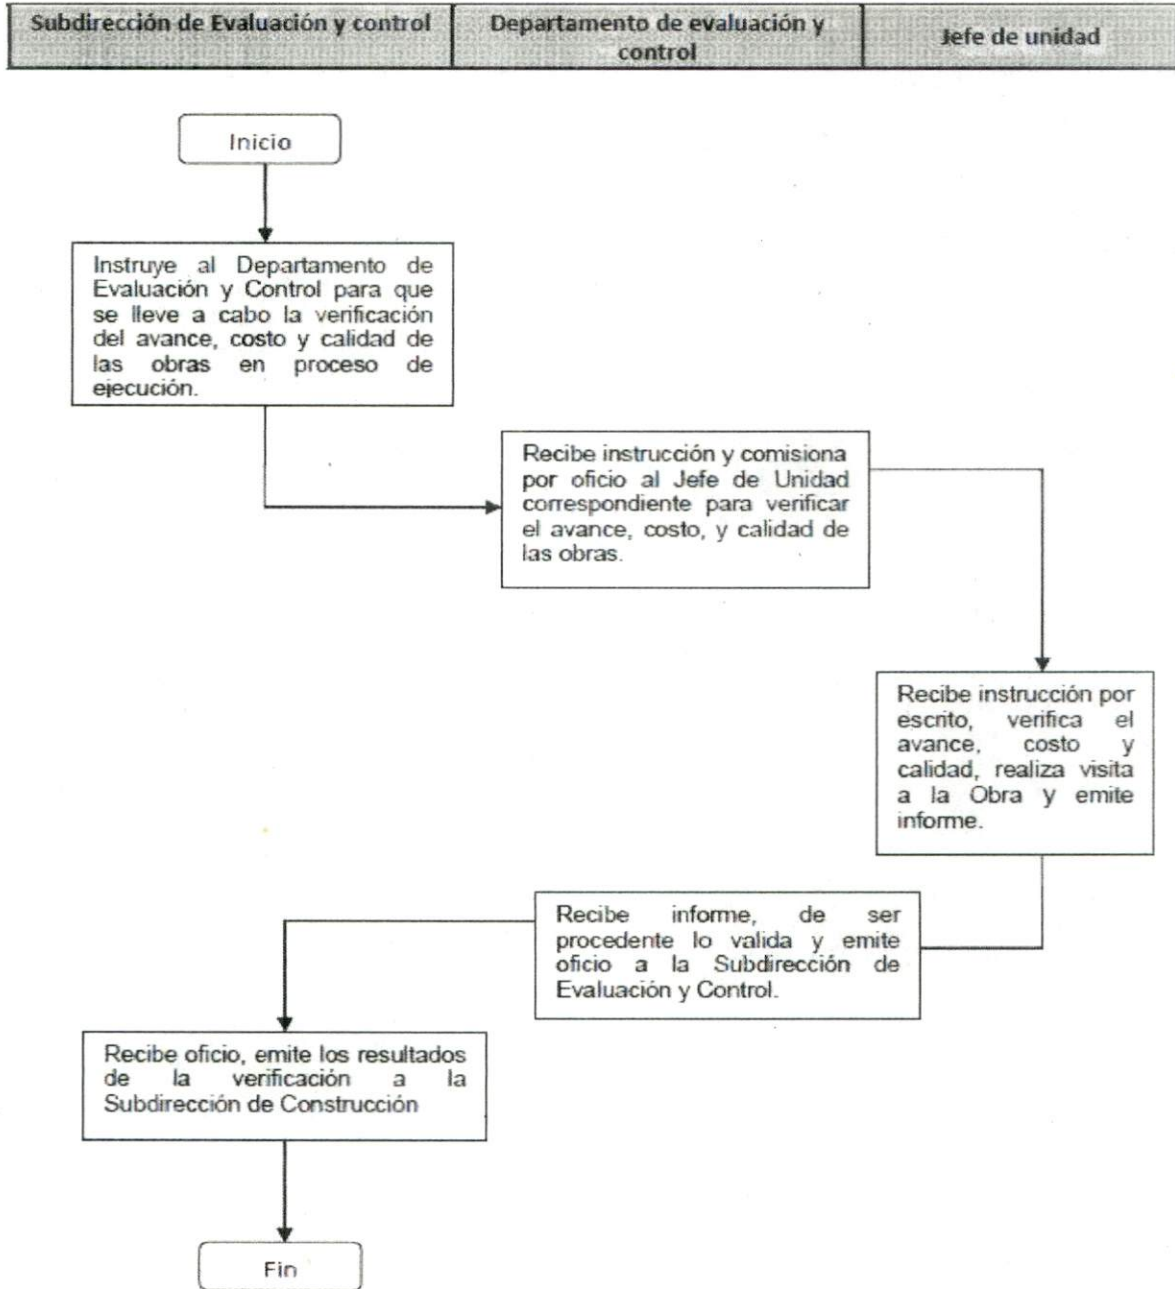 Subdirección de Evaluación y control
Departamento de evaluación y
control
Jefe de unidad
Inicio
Instruye al Departamento de
Evaluación y Control para que
se lleve a cabo la verificación
del avance, costo y calidad de
las obras en proceso de
ejecución.
Recibe instrucción y comisiona
por oficio al Jefe de Unidad
correspondiente para verificar
el avance, costo, y calidad de
las obras.
Recibe instrucción por
escrito, verifica el
avance, costo y
calidad, realiza visita
a la Obra y emite
informe.
Recibe informe, de ser
procedente lo valida y emite
oficio a la Subdirección de
Evaluación y Control.
Recibe oficio, emite los resultados
de la verificación a la
Subdirección de Construcción
Fin